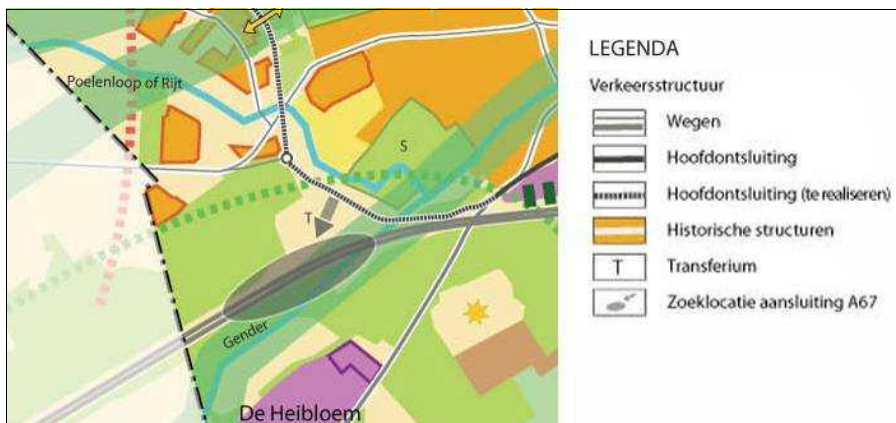 Poelenloop of Rijt
S
T
Gender
De Heibloem
LEGENDA
Verkeersstructuur
Wegen
Hoofdontsluiting
Hoofdontsluiting (te realiseren)
Historische structuren
T Transferium
Zoeklocatie aansluiting A67